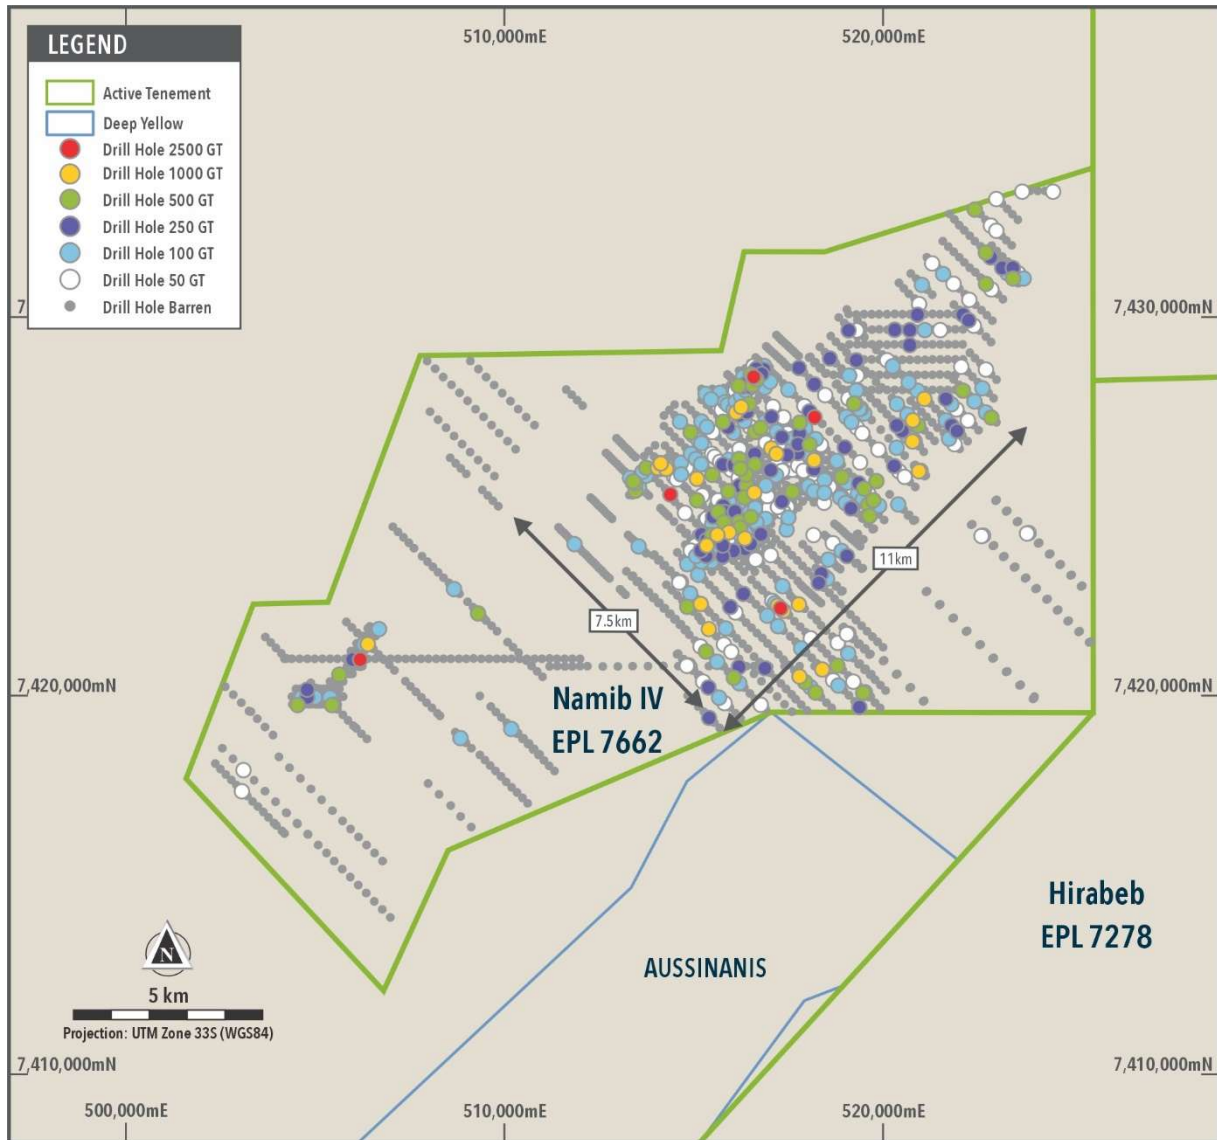 510,000mE
520,000mE
LEGEND
Active Tenement
Deep Yellow
Drill Hole 2500 GT
Drill Hole 1000 GT
Drill Hole 500 GT
Drill Hole 250 GT
Drill Hole 100 GT
Drill Hole 50 GT
Drill Hole Barren
7
7,430,000mN
11km
7.5km
7,420,000mN
7,420,000mN
Namib IV
EPL 7662
Hirabeb
EPL 7278
AUSSINANIS
N
5 km
Projection: UTM Zone 33S (WGS84)
7,410,000mN
7,410,000mN
500,000mE
510,000mE
520,000mE